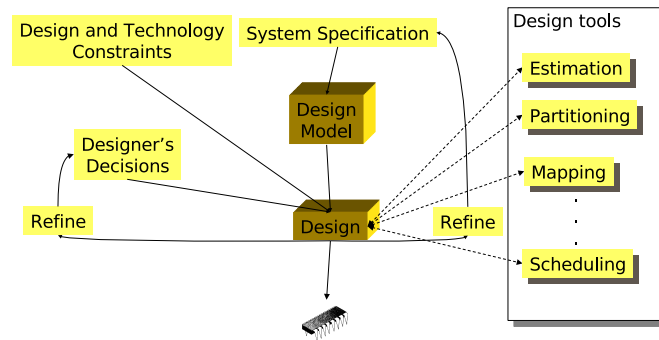 Design and Technology
Constraints
System Specification
Design tools
Estimation
Design
Model
Partitioning
Designer's
Decisions
Mapping
Refine
Design
Refine
Scheduling